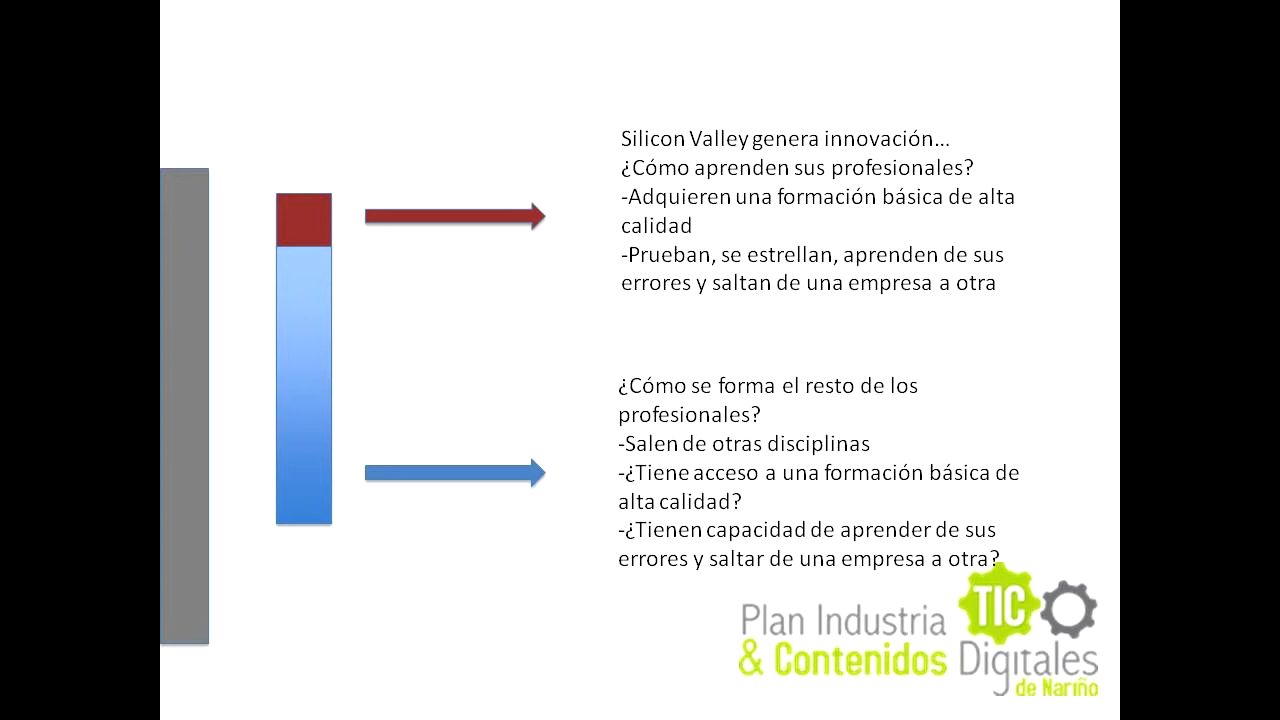 Silicon Valley genera innovación...
¿Cómo aprenden sus profesionales?
-Adquieren una formación básica de alta
calidad
-Prueban, se estrellan, aprenden de sus
errores y saltan de una empresa a otra
¿Cómo se forma el resto de los
profesionales?
-Salen de otras disciplinas
-¿Tiene acceso a una formación básica de
alta calidad?
-¿Tienen capacidad de aprender de sus
errores y saltar de una empresa a otra?
TIC
Plan Industria
& Contenidos Digitales
de Nariño